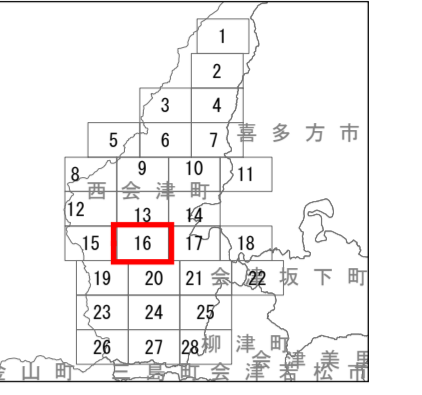 1
2
3 4
5 6 7 喜多方市
8 9 10 11
西会津町
12 13 14
15 16 17 18
19 20 21 22
会津坂下町
23 24 25
26 27 28 柳津町
会津美里
金山町 三島町 会津若松市